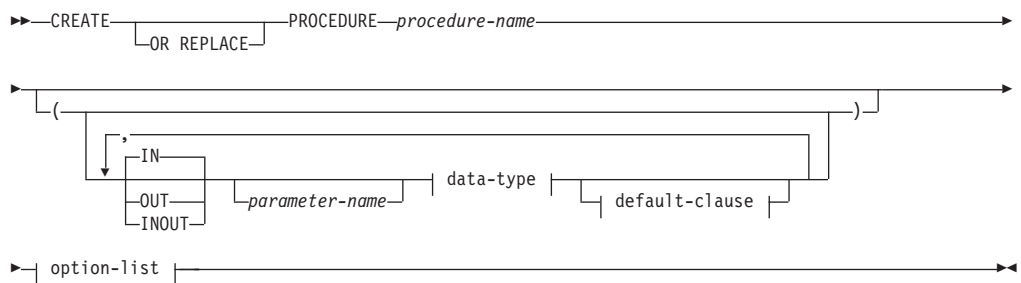 CREATE PROCEDURE procedure-name
OR REPLACE
( )
,
IN
OUT parameter-name data-type default-clause
INOUT
option-list